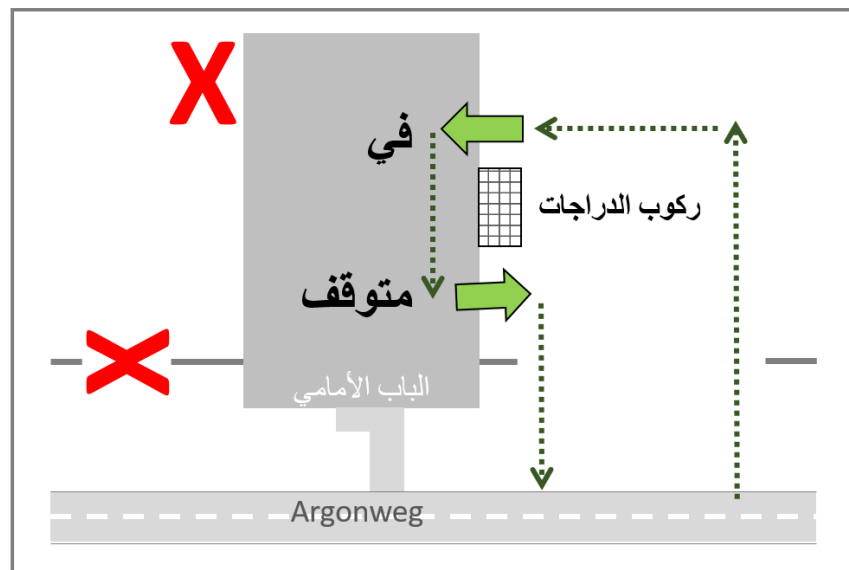 X
في
ركوب الدراجات
متوقف
X
الباب الأمامي
Argonweg